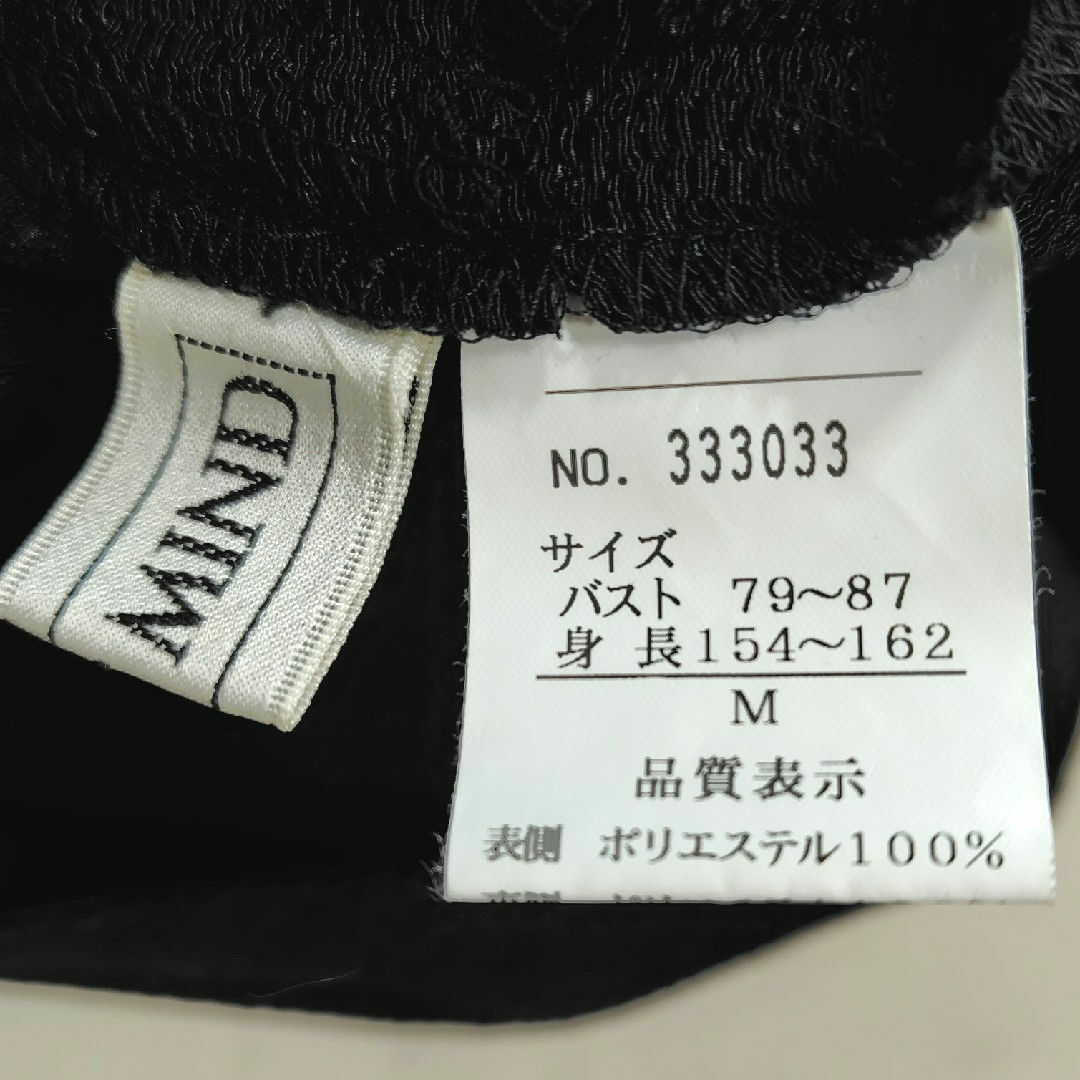 MIND
NO. 333033
サイズ
バスト 79～87
身 長154～162
M
品質表示
表側 ポリエステル100%